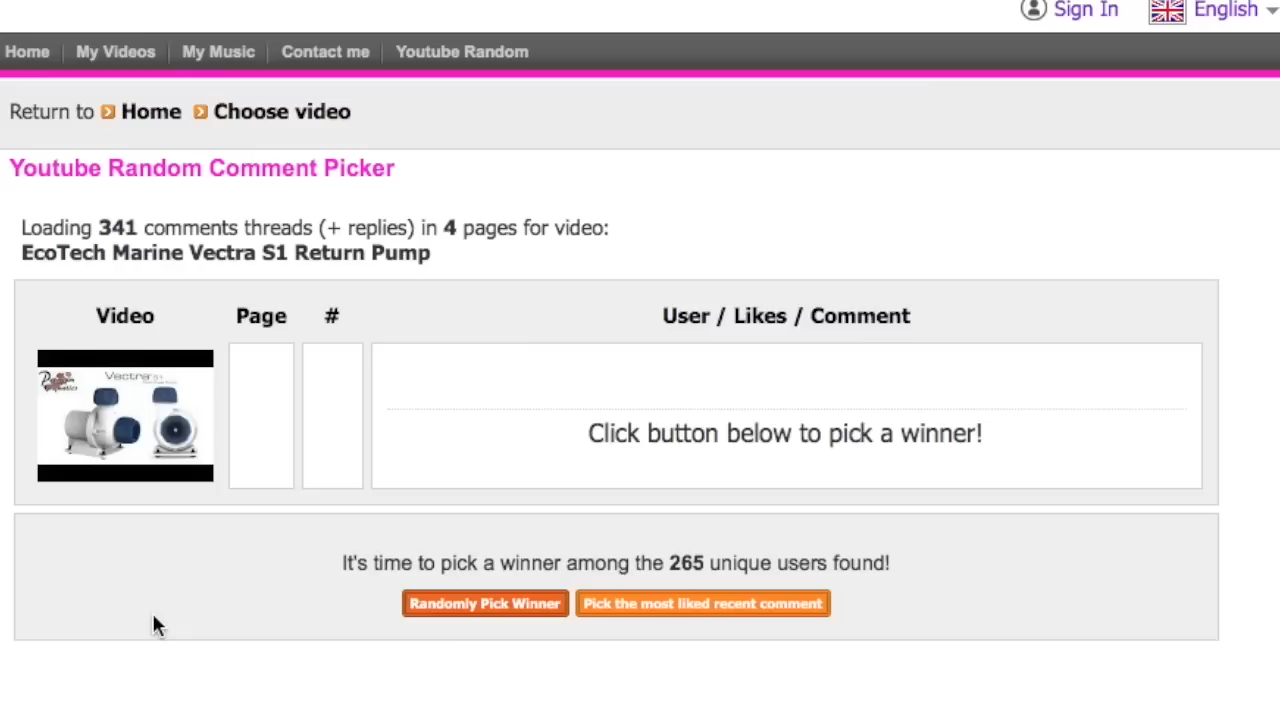 Sign In
English
Home
My Videos
My Music
Contact me
Youtube Random
Return to Home Choose video
Youtube Random Comment Picker
Loading 341 comments threads (+ replies) in 4 pages for video:
EcoTech Marine Vectra S1 Return Pump
Video
Page
#
User / Likes / Comment
Vectra S1
Click button below to pick a winner!
It's time to pick a winner among the 265 unique users found!
Randomly Pick Winner
Pick the most liked recent comment